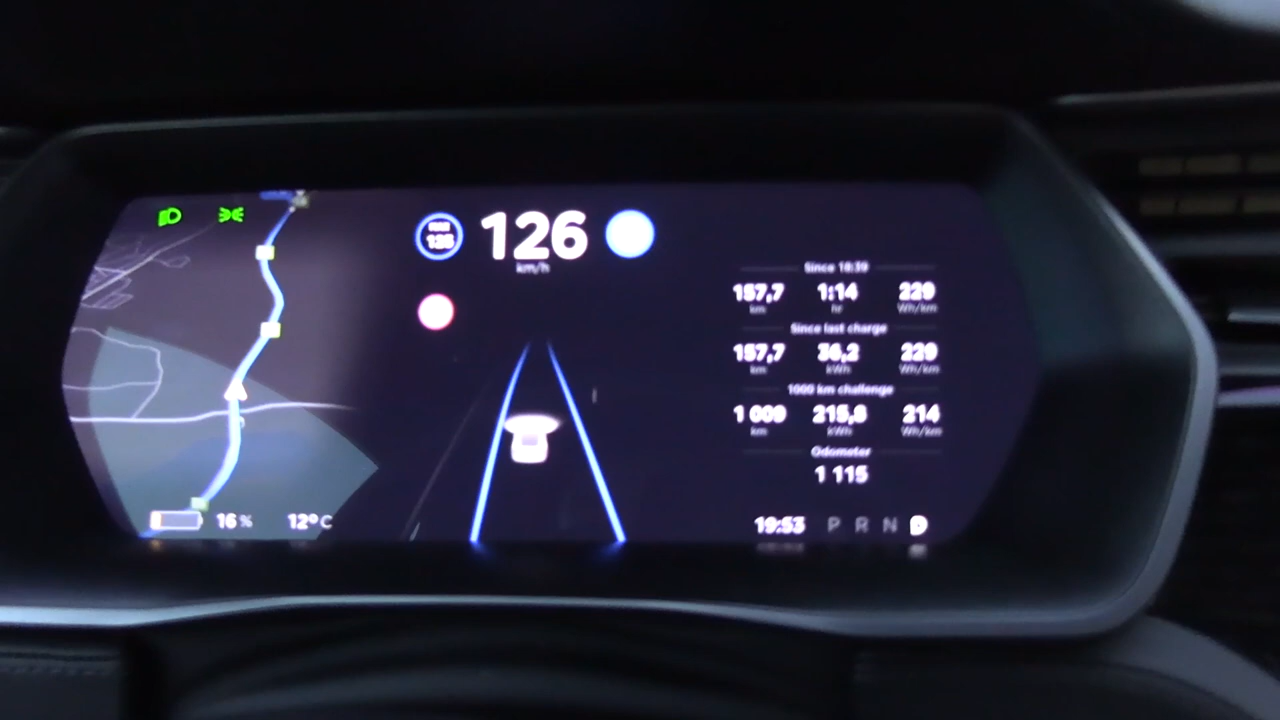 126
km/h
Since 18:39
157,7 1:14 229
km hr Wh/km
Since last charge
157,7 36,2 229
km kWh Wh/km
1000 km challenge
1 009 215,8 214
km kWh Wh/km
Odometer
1 115
16 % 12°C
19:53 P R N D